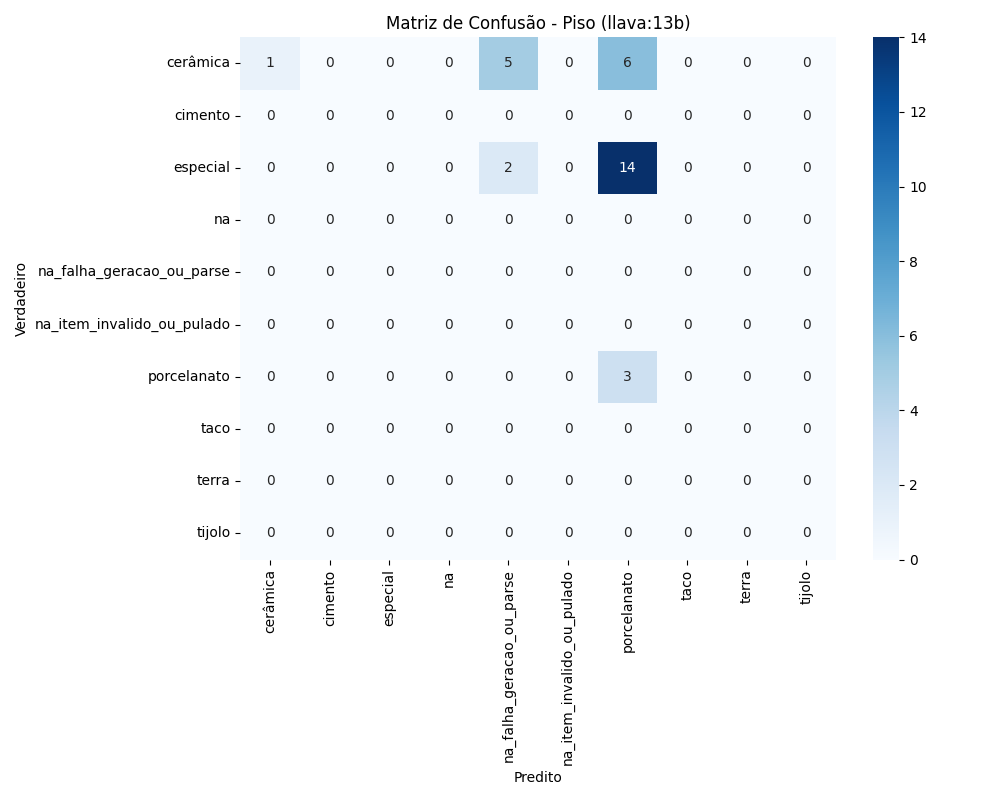 Matriz de Confusão - Piso (llava:13b)
Verdadeiro
cerâmica 1 0 0 0 5 0 6 0 0 0
cimento 0 0 0 0 0 0 0 0 0 0
especial 0 0 0 0 2 0 14 0 0 0
na 0 0 0 0 0 0 0 0 0 0
na_falha_geracao_ou_parse 0 0 0 0 0 0 0 0 0 0
na_item_invalido_ou_pulado 0 0 0 0 0 0 0 0 0 0
porcelanato 0 0 0 0 0 0 3 0 0 0
taco 0 0 0 0 0 0 0 0 0 0
terra 0 0 0 0 0 0 0 0 0 0
tijolo 0 0 0 0 0 0 0 0 0 0
cerâmica
cimento
especial
na
na_falha_geracao_ou_parse
na_item_invalido_ou_pulado
porcelanato
taco
terra
tijolo
Predito
14
12
10
8
6
4
2
0